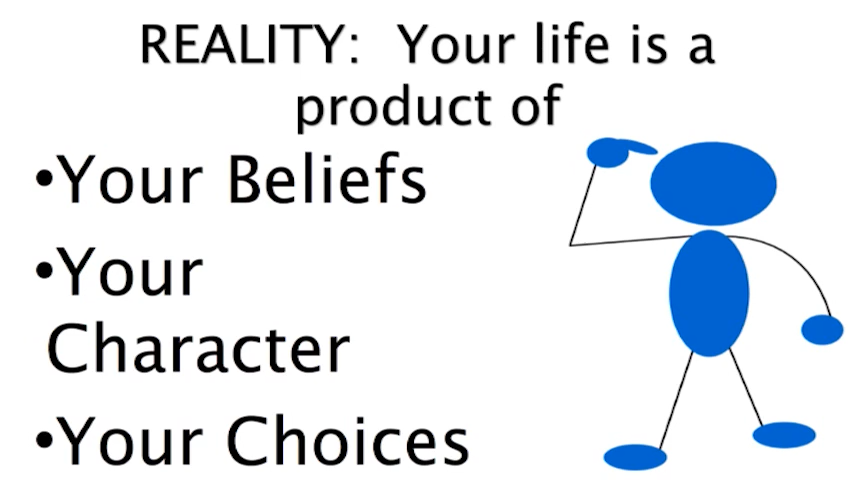 REALITY:  Your life is a
product of
•Your Beliefs
•Your
Character
•Your Choices